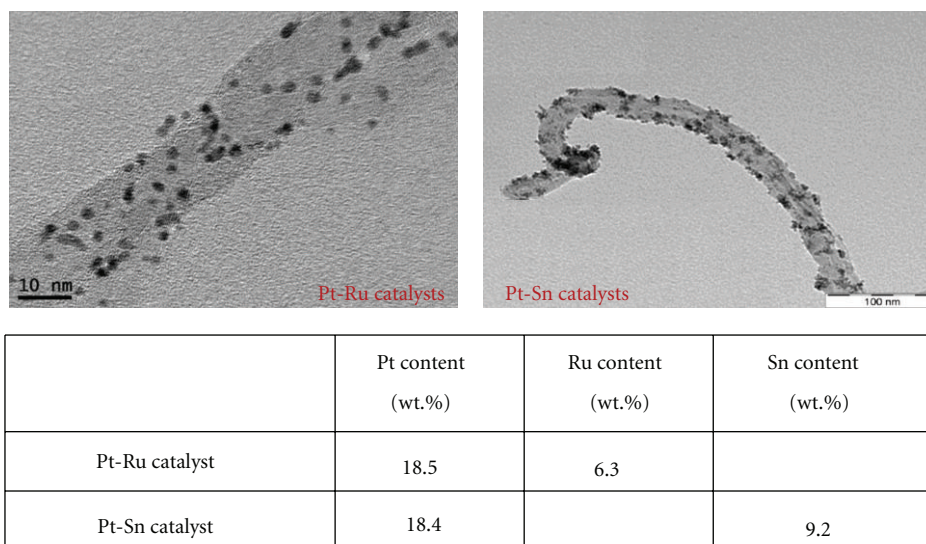 10 nm
Pt-Ru catalysts
Pt-Sn catalysts
100 nm
Pt content
(wt.%)
Ru content
(wt.%)
Sn content
(wt.%)
Pt-Ru catalyst
18.5
6.3
Pt-Sn catalyst
18.4
9.2